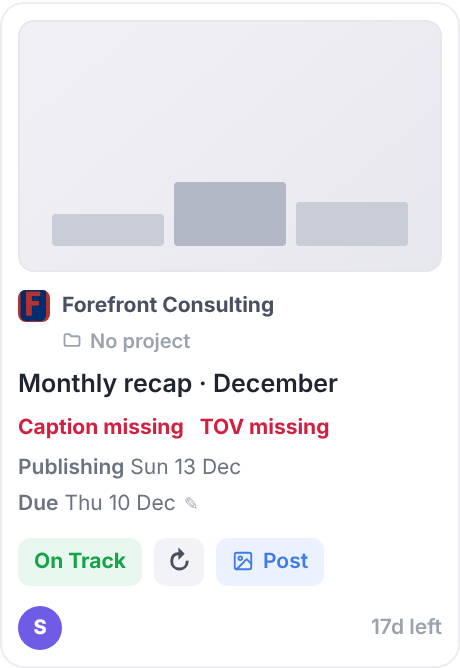 F
Forefront Consulting
No project
Monthly recap · December
Caption missing TOV missing
Publishing Sun 13 Dec
Due Thu 10 Dec ✎
On Track
Post
S
17d left